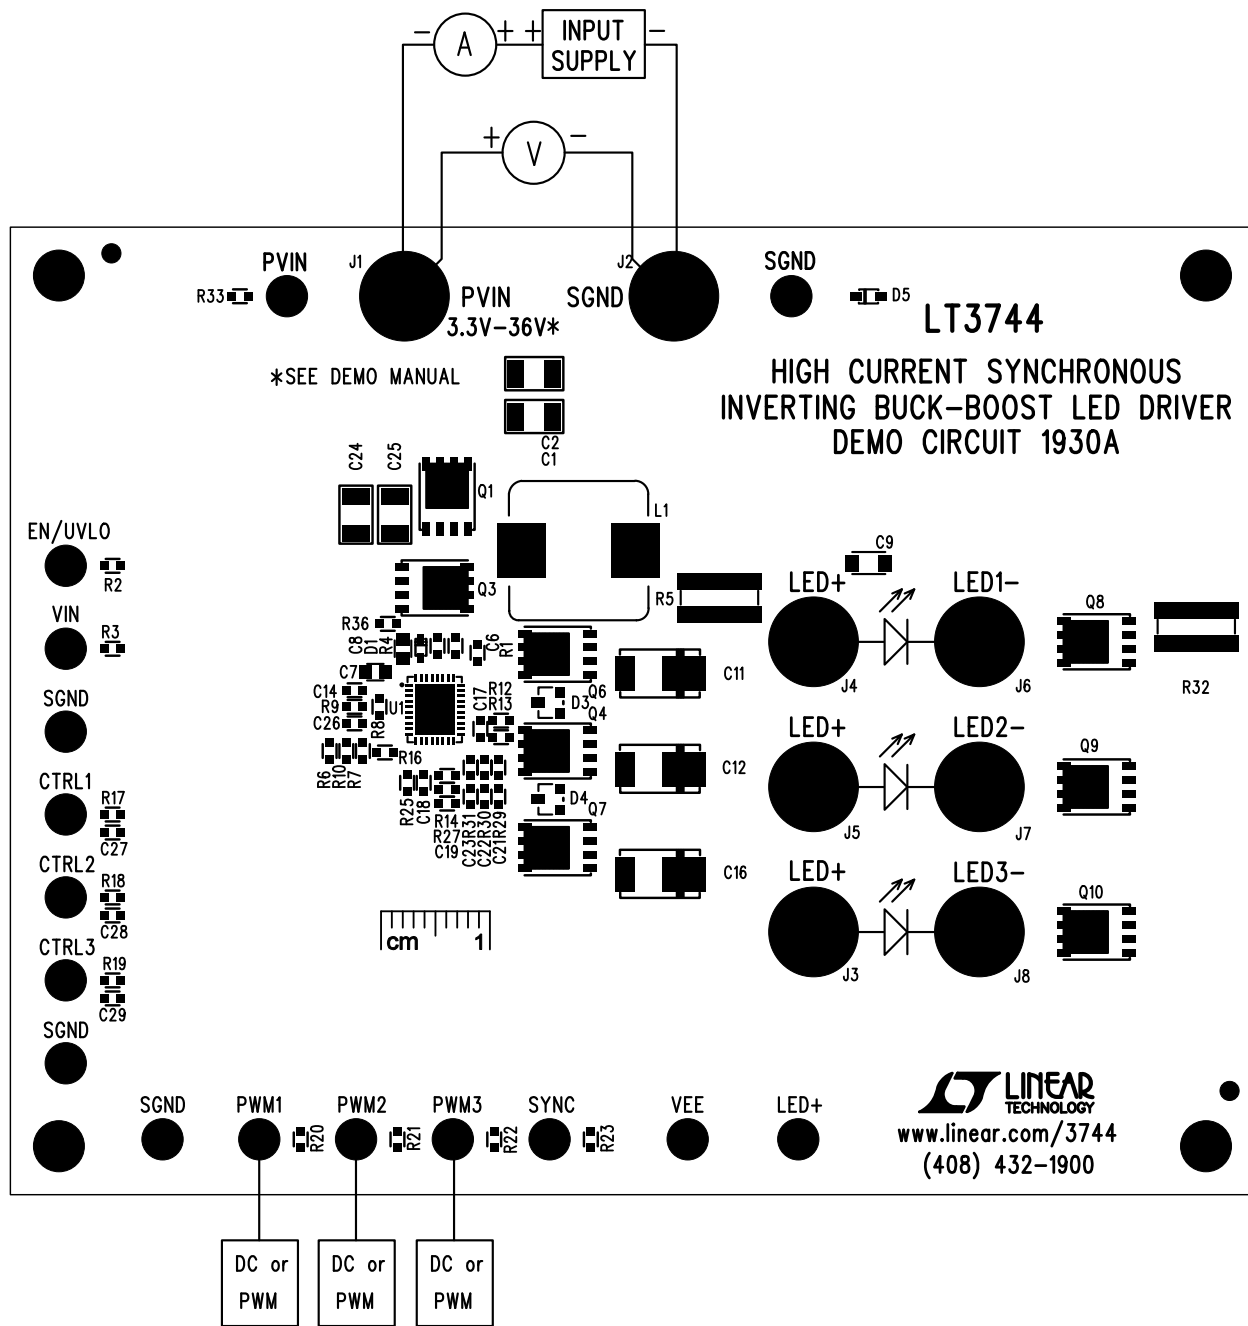 - A + + INPUT SUPPLY -
+ V -
PVIN
J1
J2
SGND
R33
PVIN
3.3V-36V*
SGND
D5
LT3744
*SEE DEMO MANUAL
HIGH CURRENT SYNCHRONOUS
INVERTING BUCK-BOOST LED DRIVER
DEMO CIRCUIT 1930A
C2
C1
C24
C25
Q1
L1
EN/UVLO
R2
Q3
C9
R5
LED+
LED1-
Q8
VIN
R3
R36
C8
D1
R4
C6
R1
C7
J4
J6
R32
C11
Q6
SGND
C14
R9
C26
R8
U1
C17
R12
R13
D3
Q4
LED+
LED2-
Q9
R6
R10
R7
R16
C12
CTRL1
R17
C27
R25
C18
R14
R27
C19
R31
C23
R30
C22
R29
C21
D4
Q7
J5
J7
CTRL2
R18
C28
C16
LED+
LED3-
Q10
cm 1
CTRL3
R19
C29
J3
J8
SGND
SGND
PWM1
R20
PWM2
R21
PWM3
R22
SYNC
R23
VEE
LED+
LINEAR
TECHNOLOGY
www.linear.com/3744
(408) 432-1900
DC or
PWM
DC or
PWM
DC or
PWM